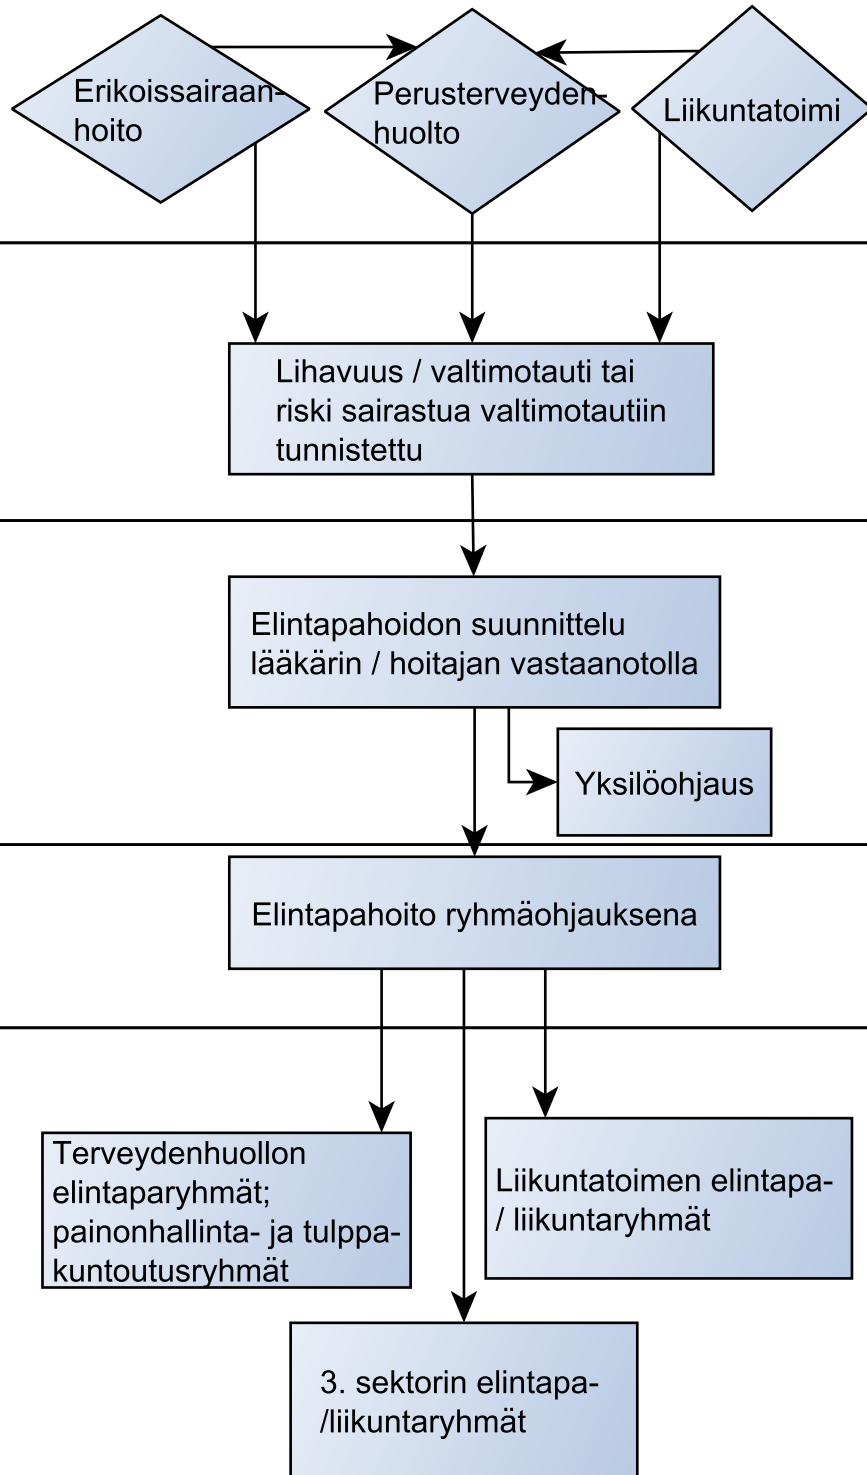 Erikoissairaan-
hoito
Perusterveyden-
huolto
Liikuntatoimi
Lihavuus / valtimotauti tai
riski sairastua valtimotautiin
tunnistettu
Elintapahoidon suunnittelu
lääkärin / hoitajan vastaanotolla
Yksilöohjaus
Elintapahoito ryhmäohjauksena
Terveydenhuollon
elintaparyhmät;
painonhallinta- ja tulppa-
kuntoutusryhmät
Liikuntatoimen elintapa-
/ liikuntaryhmät
3. sektorin elintapa-
/liikuntaryhmät